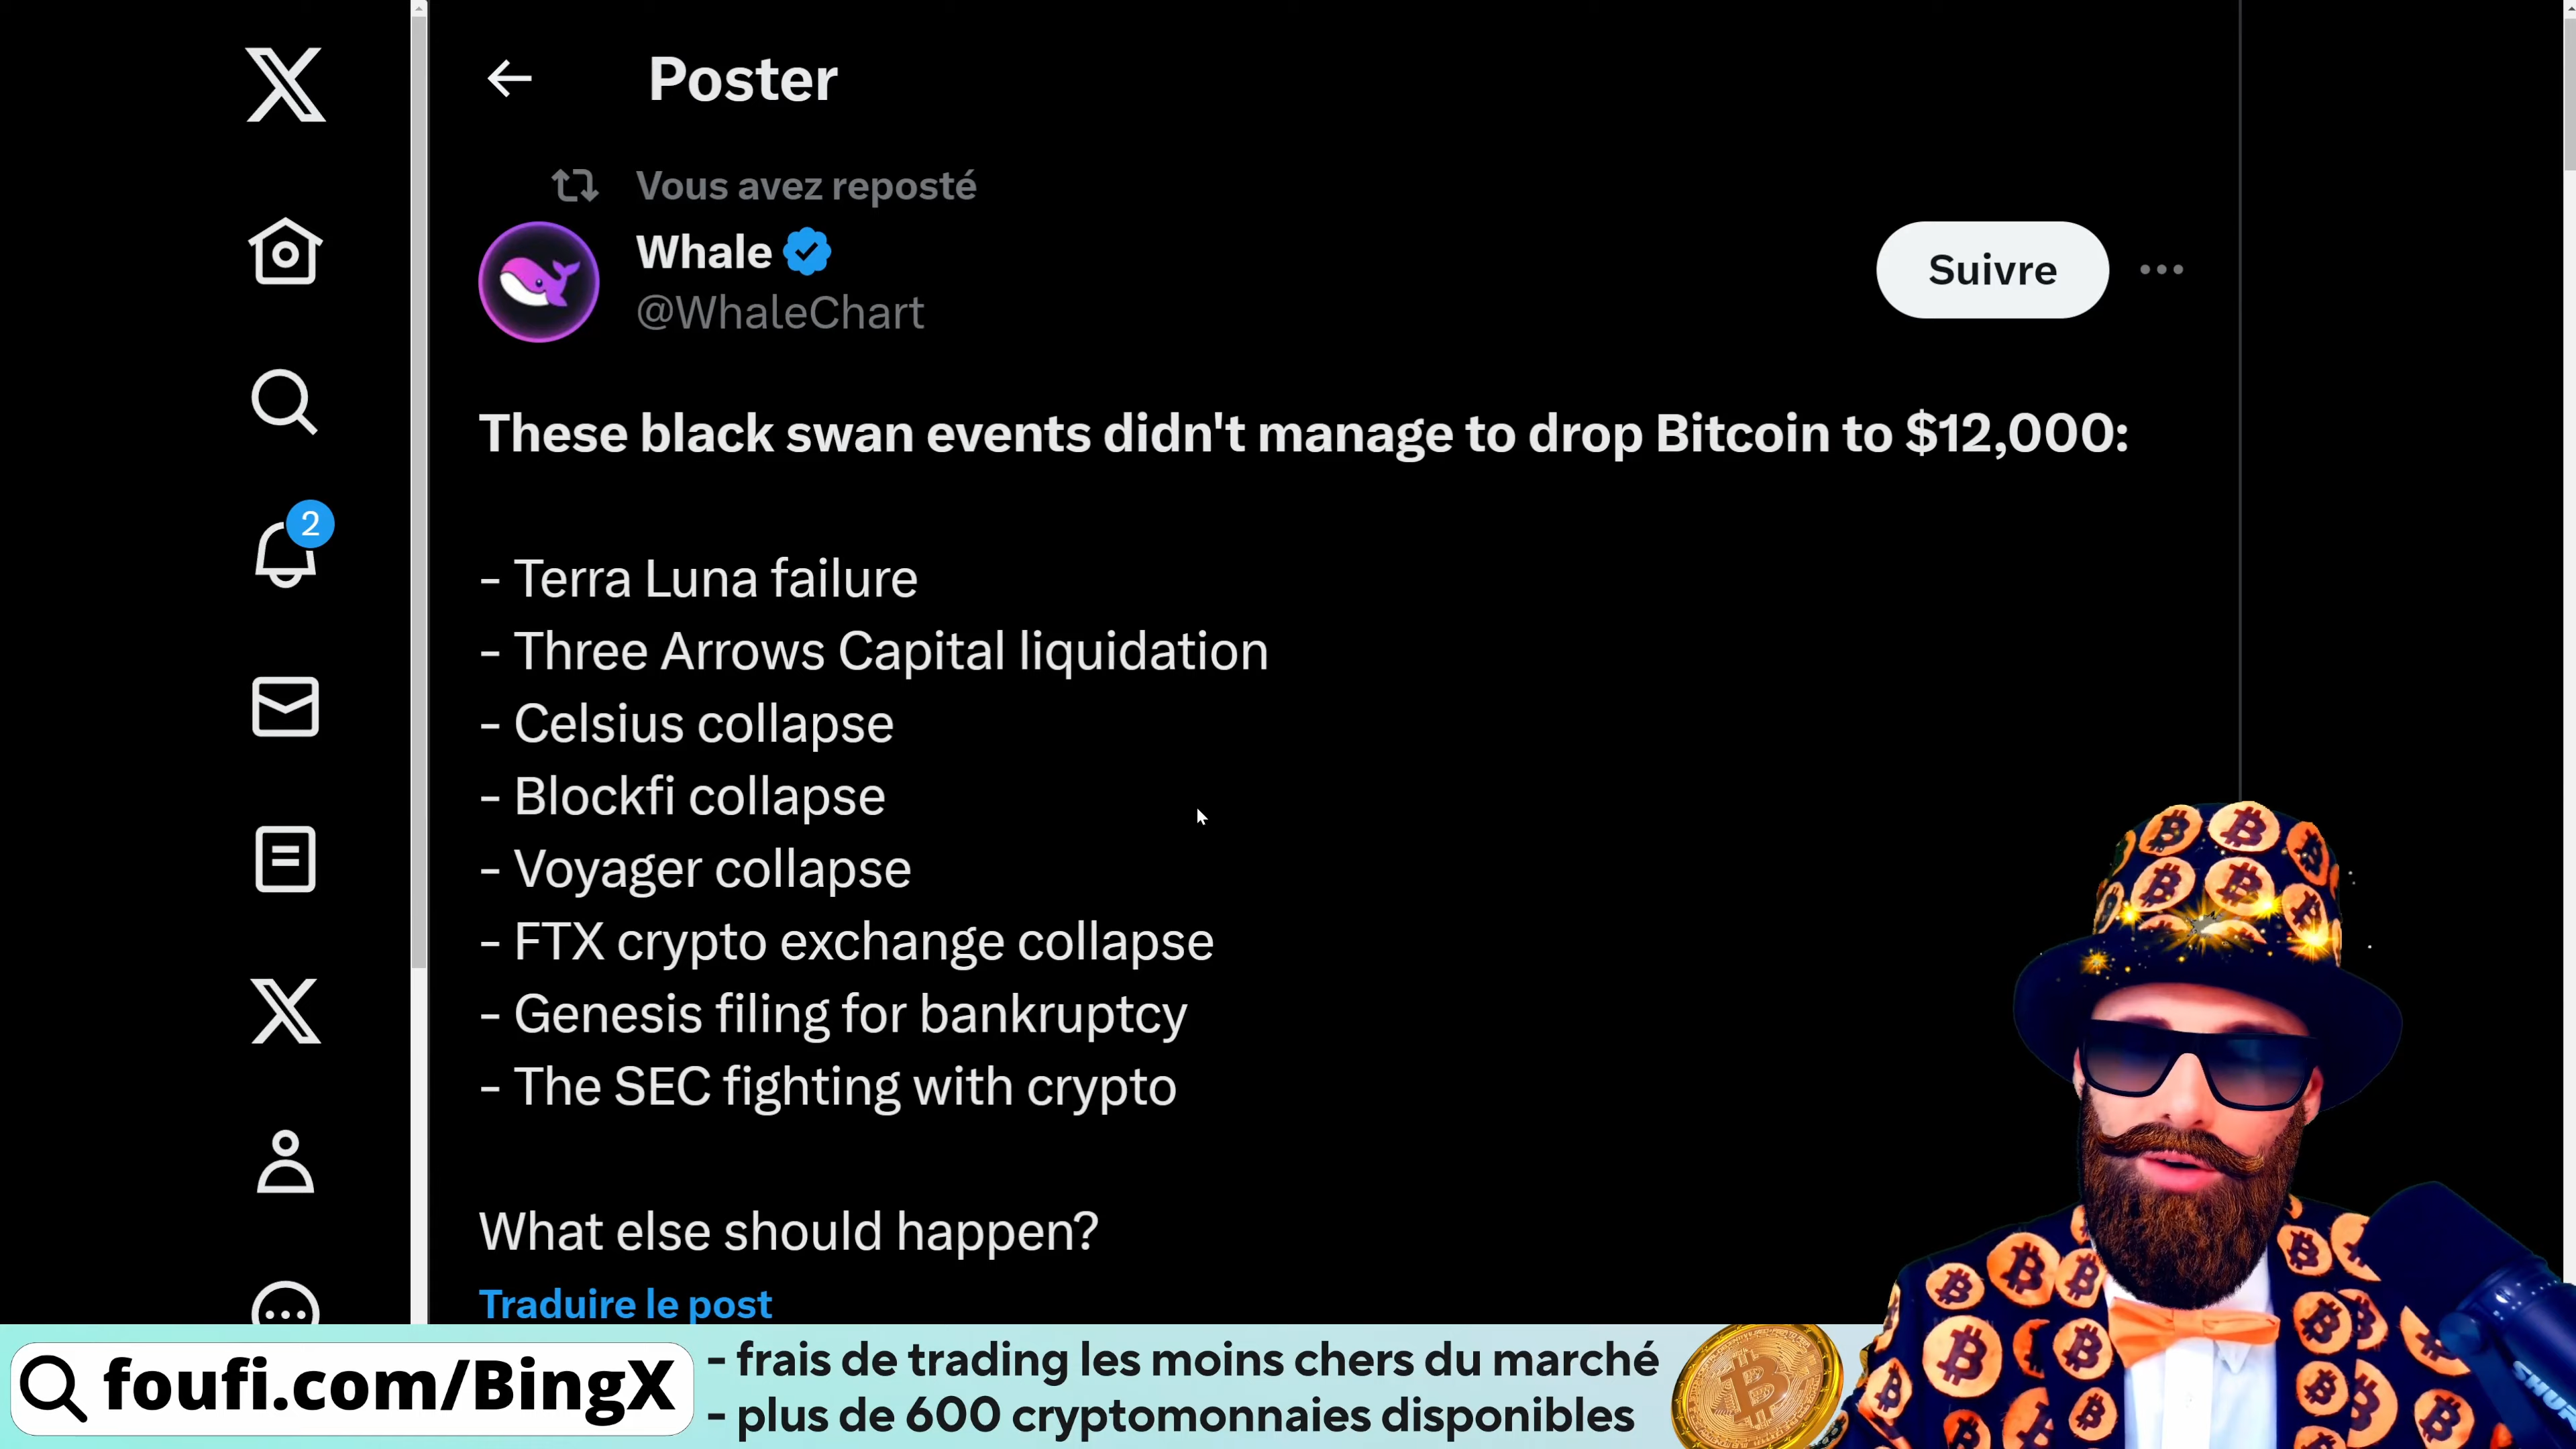 Poster
Vous avez reposté
Whale
@WhaleChart
Suivre
These black swan events didn't manage to drop Bitcoin to $12,000:
2
- Terra Luna failure
- Three Arrows Capital liquidation
- Celsius collapse
- Blockfi collapse
- Voyager collapse
- FTX crypto exchange collapse
- Genesis filing for bankruptcy
- The SEC fighting with crypto
What else should happen?
Traduire le post
foufi.com/BingX
- frais de trading les moins chers du marché
- plus de 600 cryptomonnaies disponibles